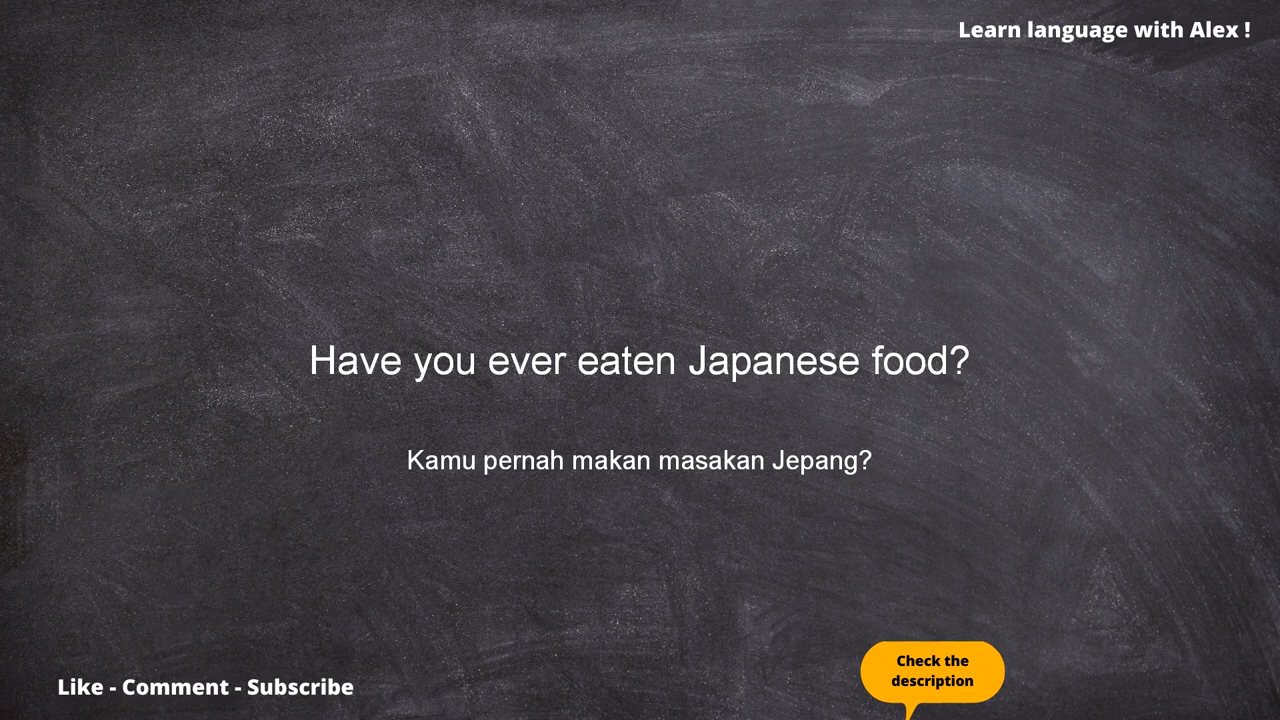 Learn language with Alex !
Have you ever eaten Japanese food?
Kamu pernah makan masakan Jepang?
Like - Comment - Subscribe
Check the
description